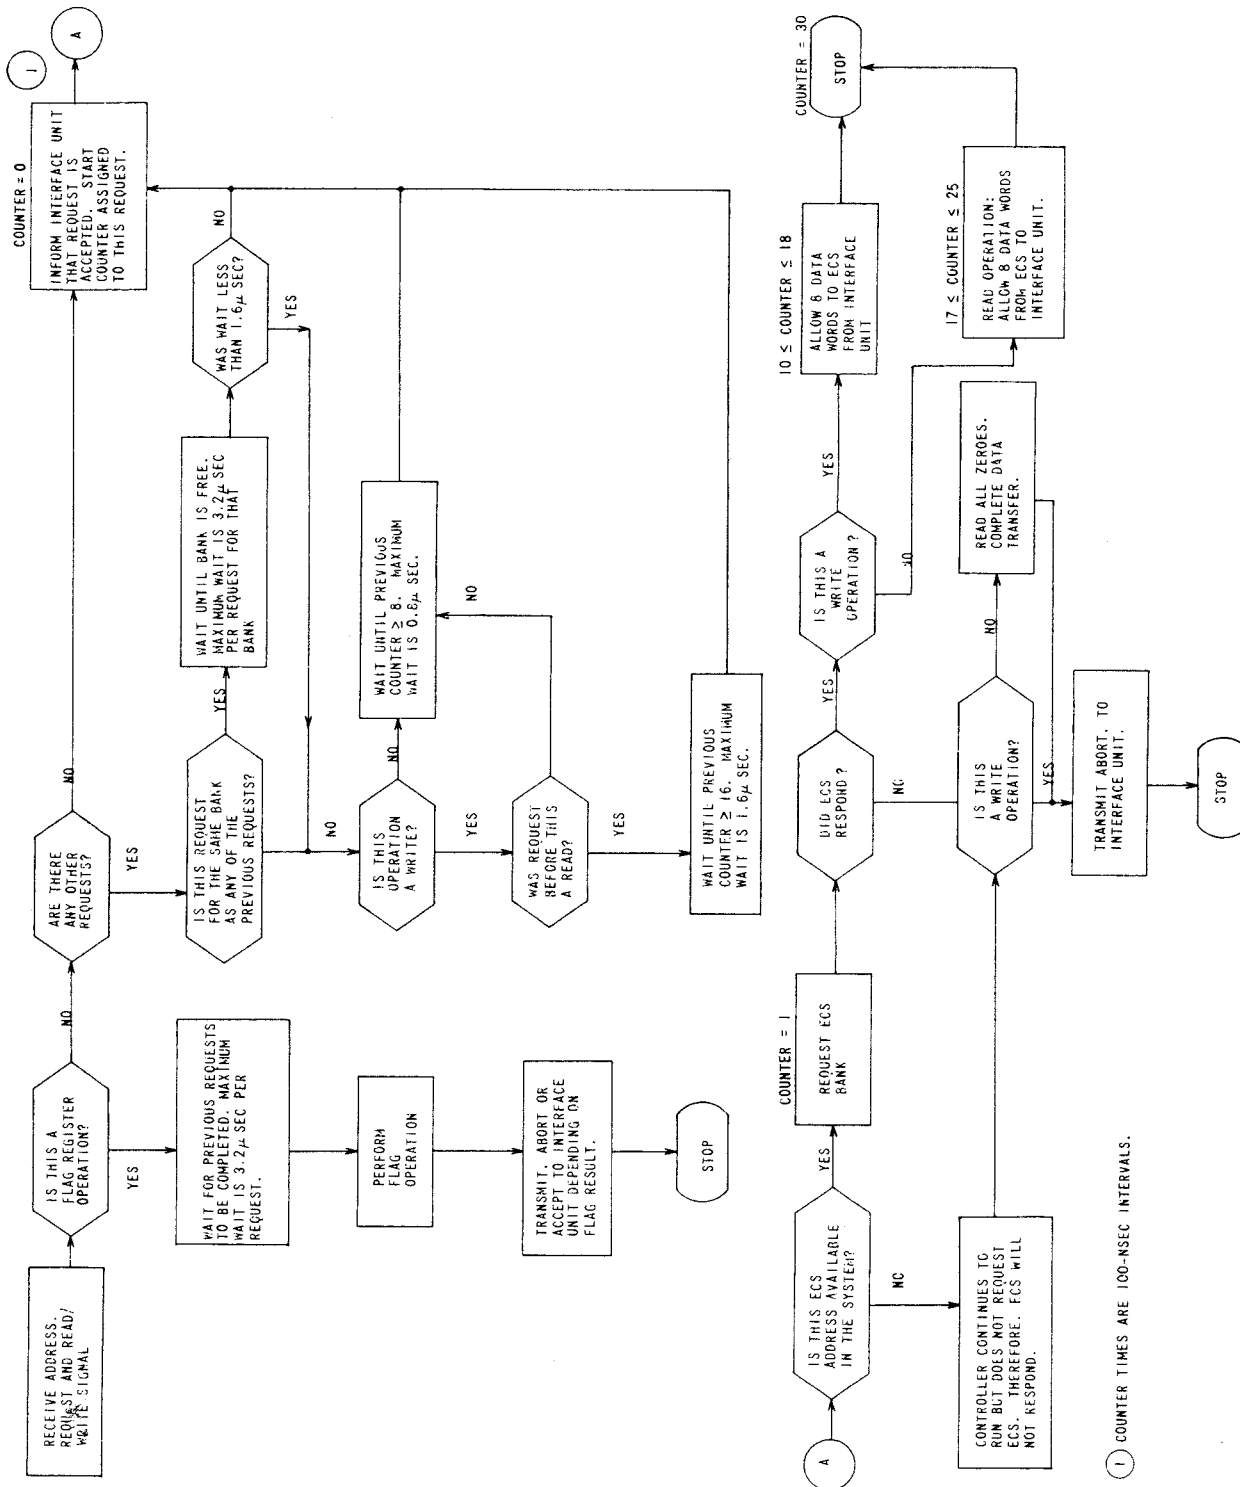 RECEIVE ADDRESS.
REQUEST AND READ/
WRITE SIGNAL
IS THIS A
FLAG REGISTER
OPERATION?
NO
YES
WAIT FOR PREVIOUS REQUESTS
TO BE COMPLETED. MAXIMUM
WAIT IS 3.2μ SEC PER
REQUEST.
PERFORM
FLAG
OPERATION
TRANSMIT. ABORT OR
ACCEPT TO INTERFACE
UNIT DEPENDING ON
FLAG RESULT.
STOP
ARE THERE
ANY OTHER
REQUESTS?
NO
YES
IS THIS REQUEST
FOR THE SAME BANK
AS ANY OF THE
PREVIOUS REQUESTS?
YES
NO
WAIT UNTIL BANK IS FREE.
MAXIMUM WAIT IS 3.2μ SEC
PER REQUEST FOR THAT
BANK
WAS WAIT LESS
THAN 1.6μ SEC?
NO
YES
IS THIS
OPERATION
A WRITE?
NO
YES
WAIT UNTIL PREVIOUS
COUNTER ≥ 8. MAXIMUM
WAIT IS 0.8μ SEC.
WAS REQUEST
BEFORE THIS
A READ?
NO
YES
WAIT UNTIL PREVIOUS
COUNTER ≥ 16. MAXIMUM
WAIT IS 1.6μ SEC.
COUNTER = 0
INFORM INTERFACE UNIT
THAT REQUEST IS
ACCEPTED. START
COUNTER ASSIGNED
TO THIS REQUEST.
1
A
A
IS THIS ECS
ADDRESS AVAILABLE
IN THE SYSTEM?
YES
NO
COUNTER = 1
REQUEST ECS
BANK
CONTROLLER CONTINUES TO
RUN BUT DOES NOT REQUEST
ECS. THEREFORE. ECS WILL
NOT RESPOND.
DID ECS
RESPOND?
YES
NO
IS THIS A
WRITE
OPERATION?
YES
NO
10 ≤ COUNTER ≤ 18
ALLOW 8 DATA
WORDS TO ECS
FROM INTERFACE
UNIT
COUNTER = 30
STOP
17 ≤ COUNTER ≤ 25
READ OPERATION:
ALLOW 8 DATA WORDS
FROM ECS TO
INTERFACE UNIT.
IS THIS
A WRITE
OPERATION?
NO
YES
READ ALL ZEROES.
COMPLETE DATA
TRANSFER.
TRANSMIT ABORT. TO
INTERFACE UNIT.
STOP
1 COUNTER TIMES ARE 100-NSEC INTERVALS.